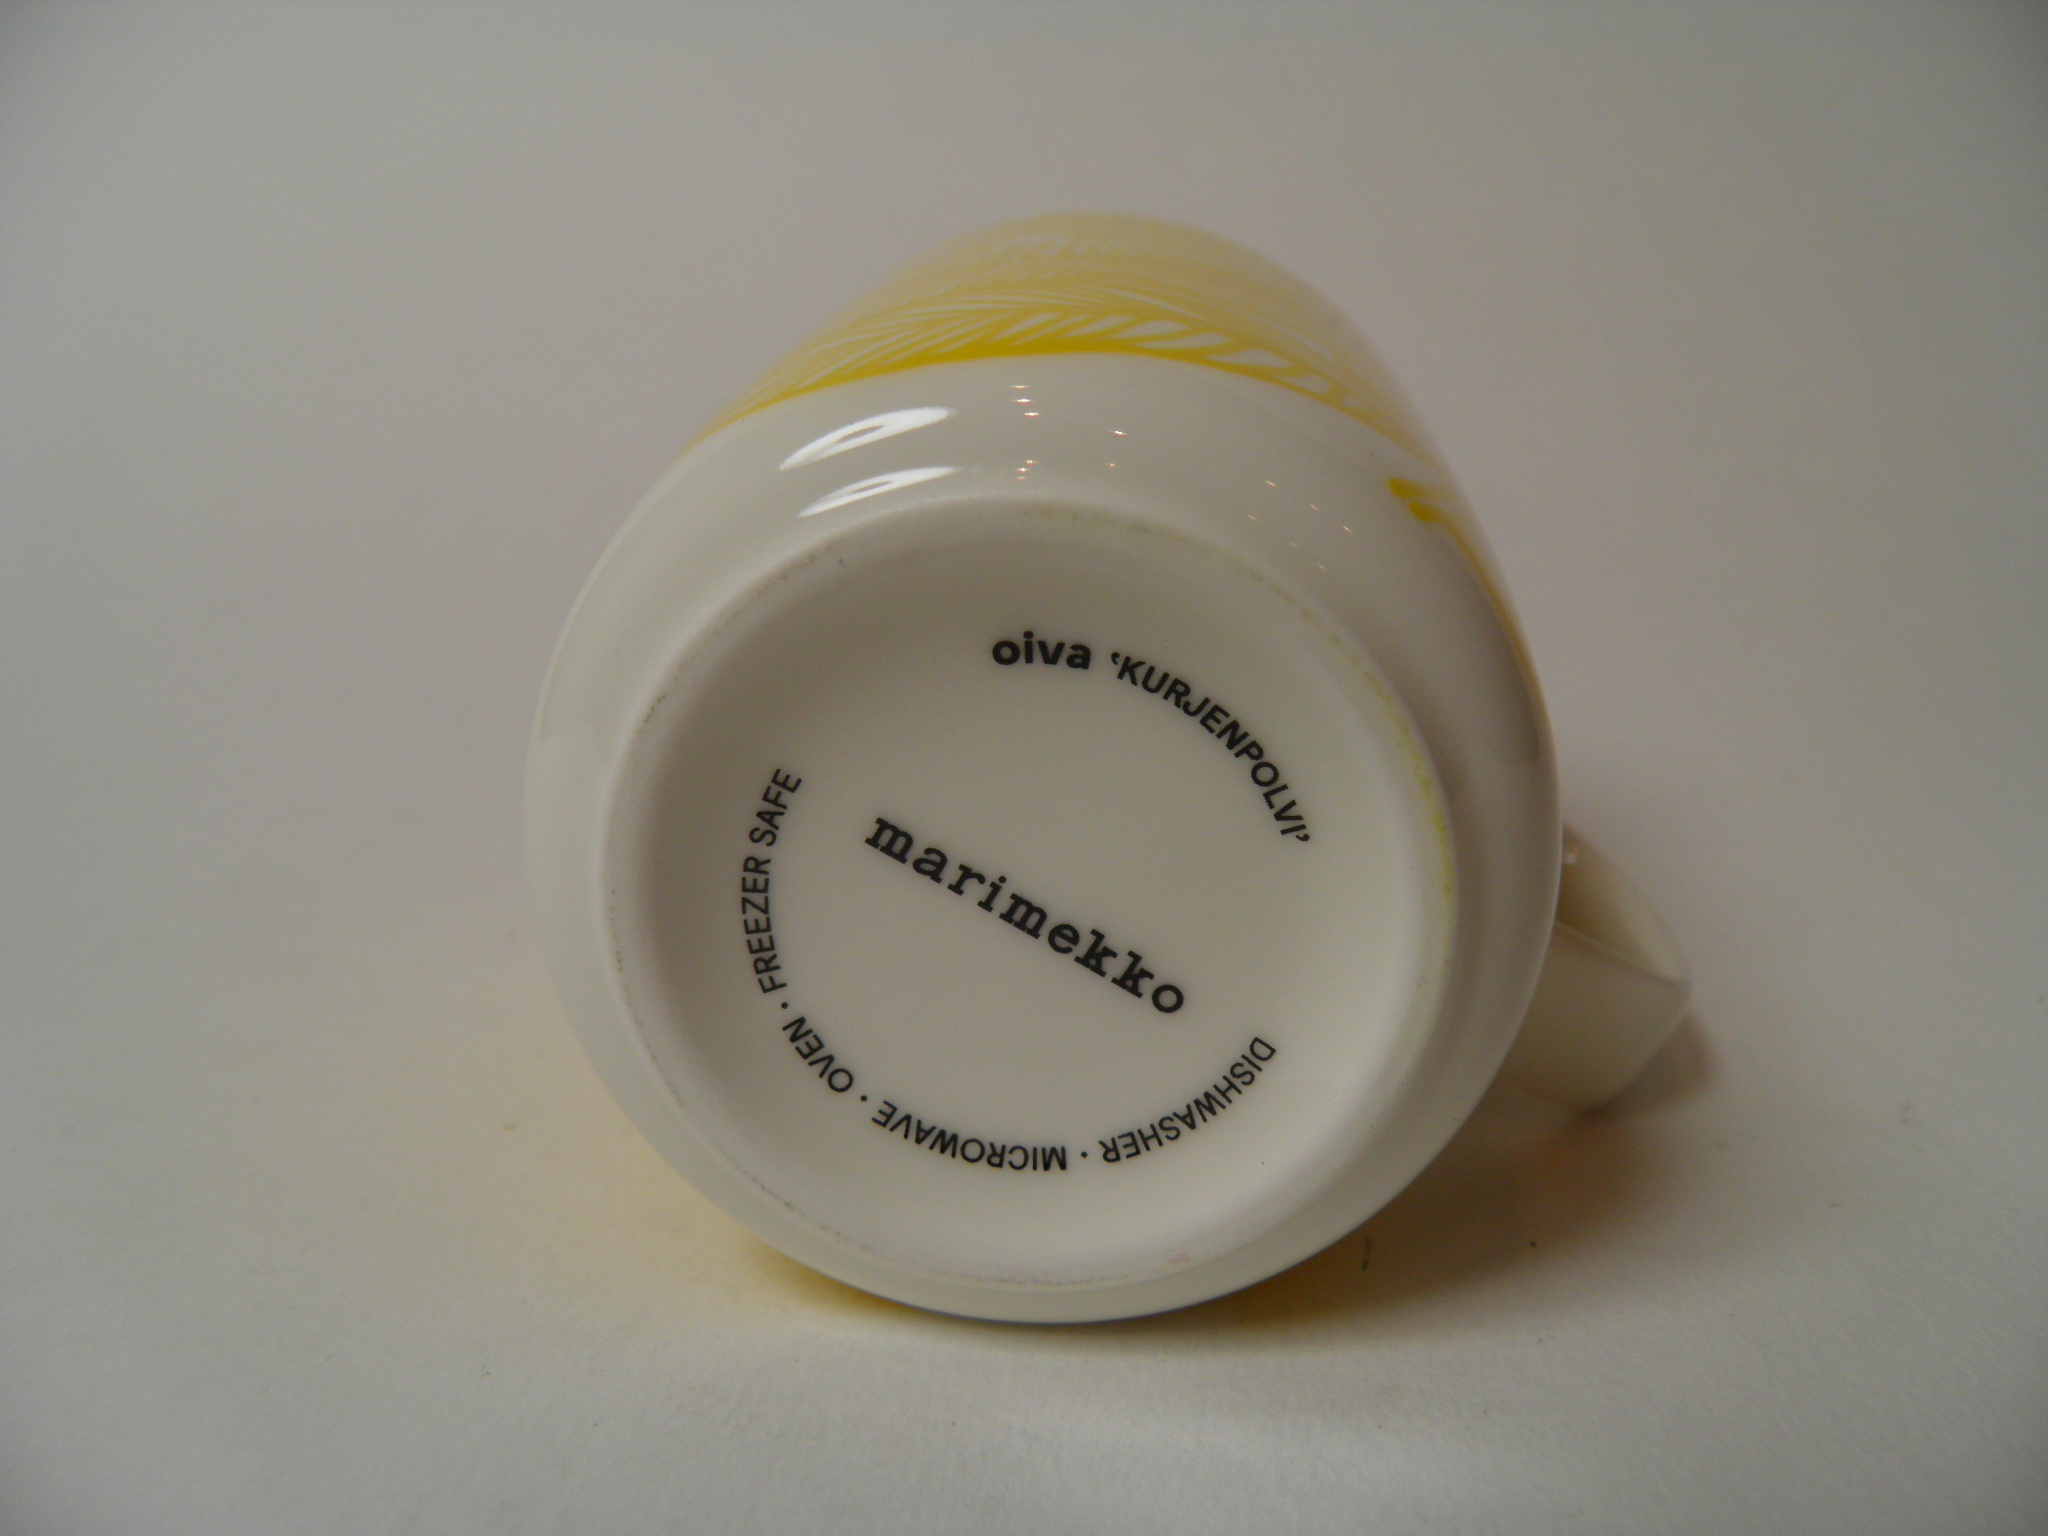 oiva ‘KURJENPOLVI’
marimekko
DISHWASHER · MICROWAVE · OVEN · FREEZER SAFE